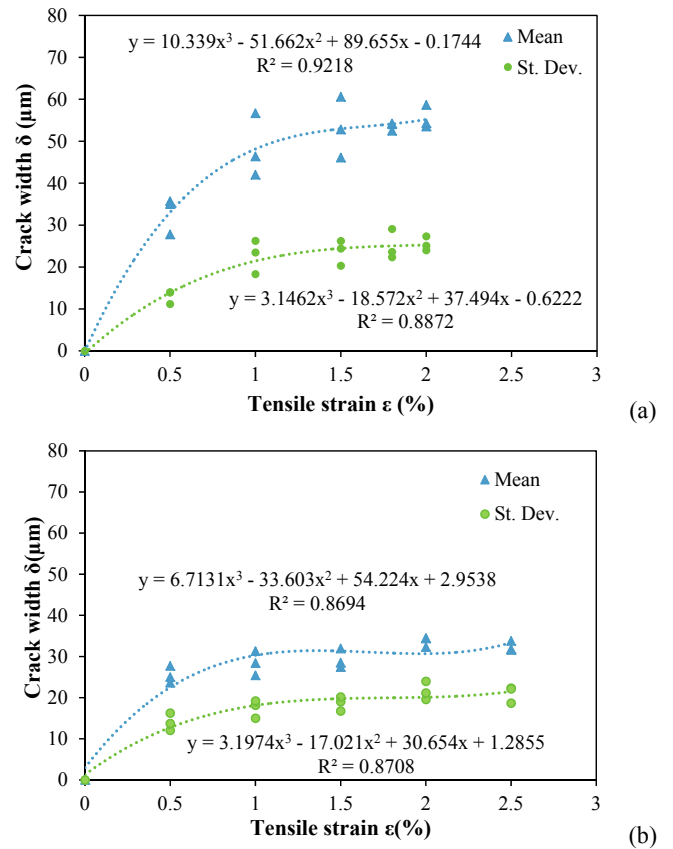 80
70
60
50
40
30
20
10
0
Crack width δ (μm)
y = 10.339x³ - 51.662x² + 89.655x - 0.1744
R² = 0.9218
Mean
St. Dev.
y = 3.1462x³ - 18.572x² + 37.494x - 0.6222
R² = 0.8872
0 0.5 1 1.5 2 2.5 3
Tensile strain ε (%)
(a)
80
70
60
50
40
30
20
10
0
Crack width δ(μm)
Mean
St. Dev.
y = 6.7131x³ - 33.603x² + 54.224x + 2.9538
R² = 0.8694
y = 3.1974x³ - 17.021x² + 30.654x + 1.2855
R² = 0.8708
0 0.5 1 1.5 2 2.5 3
Tensile strain ε(%)
(b)